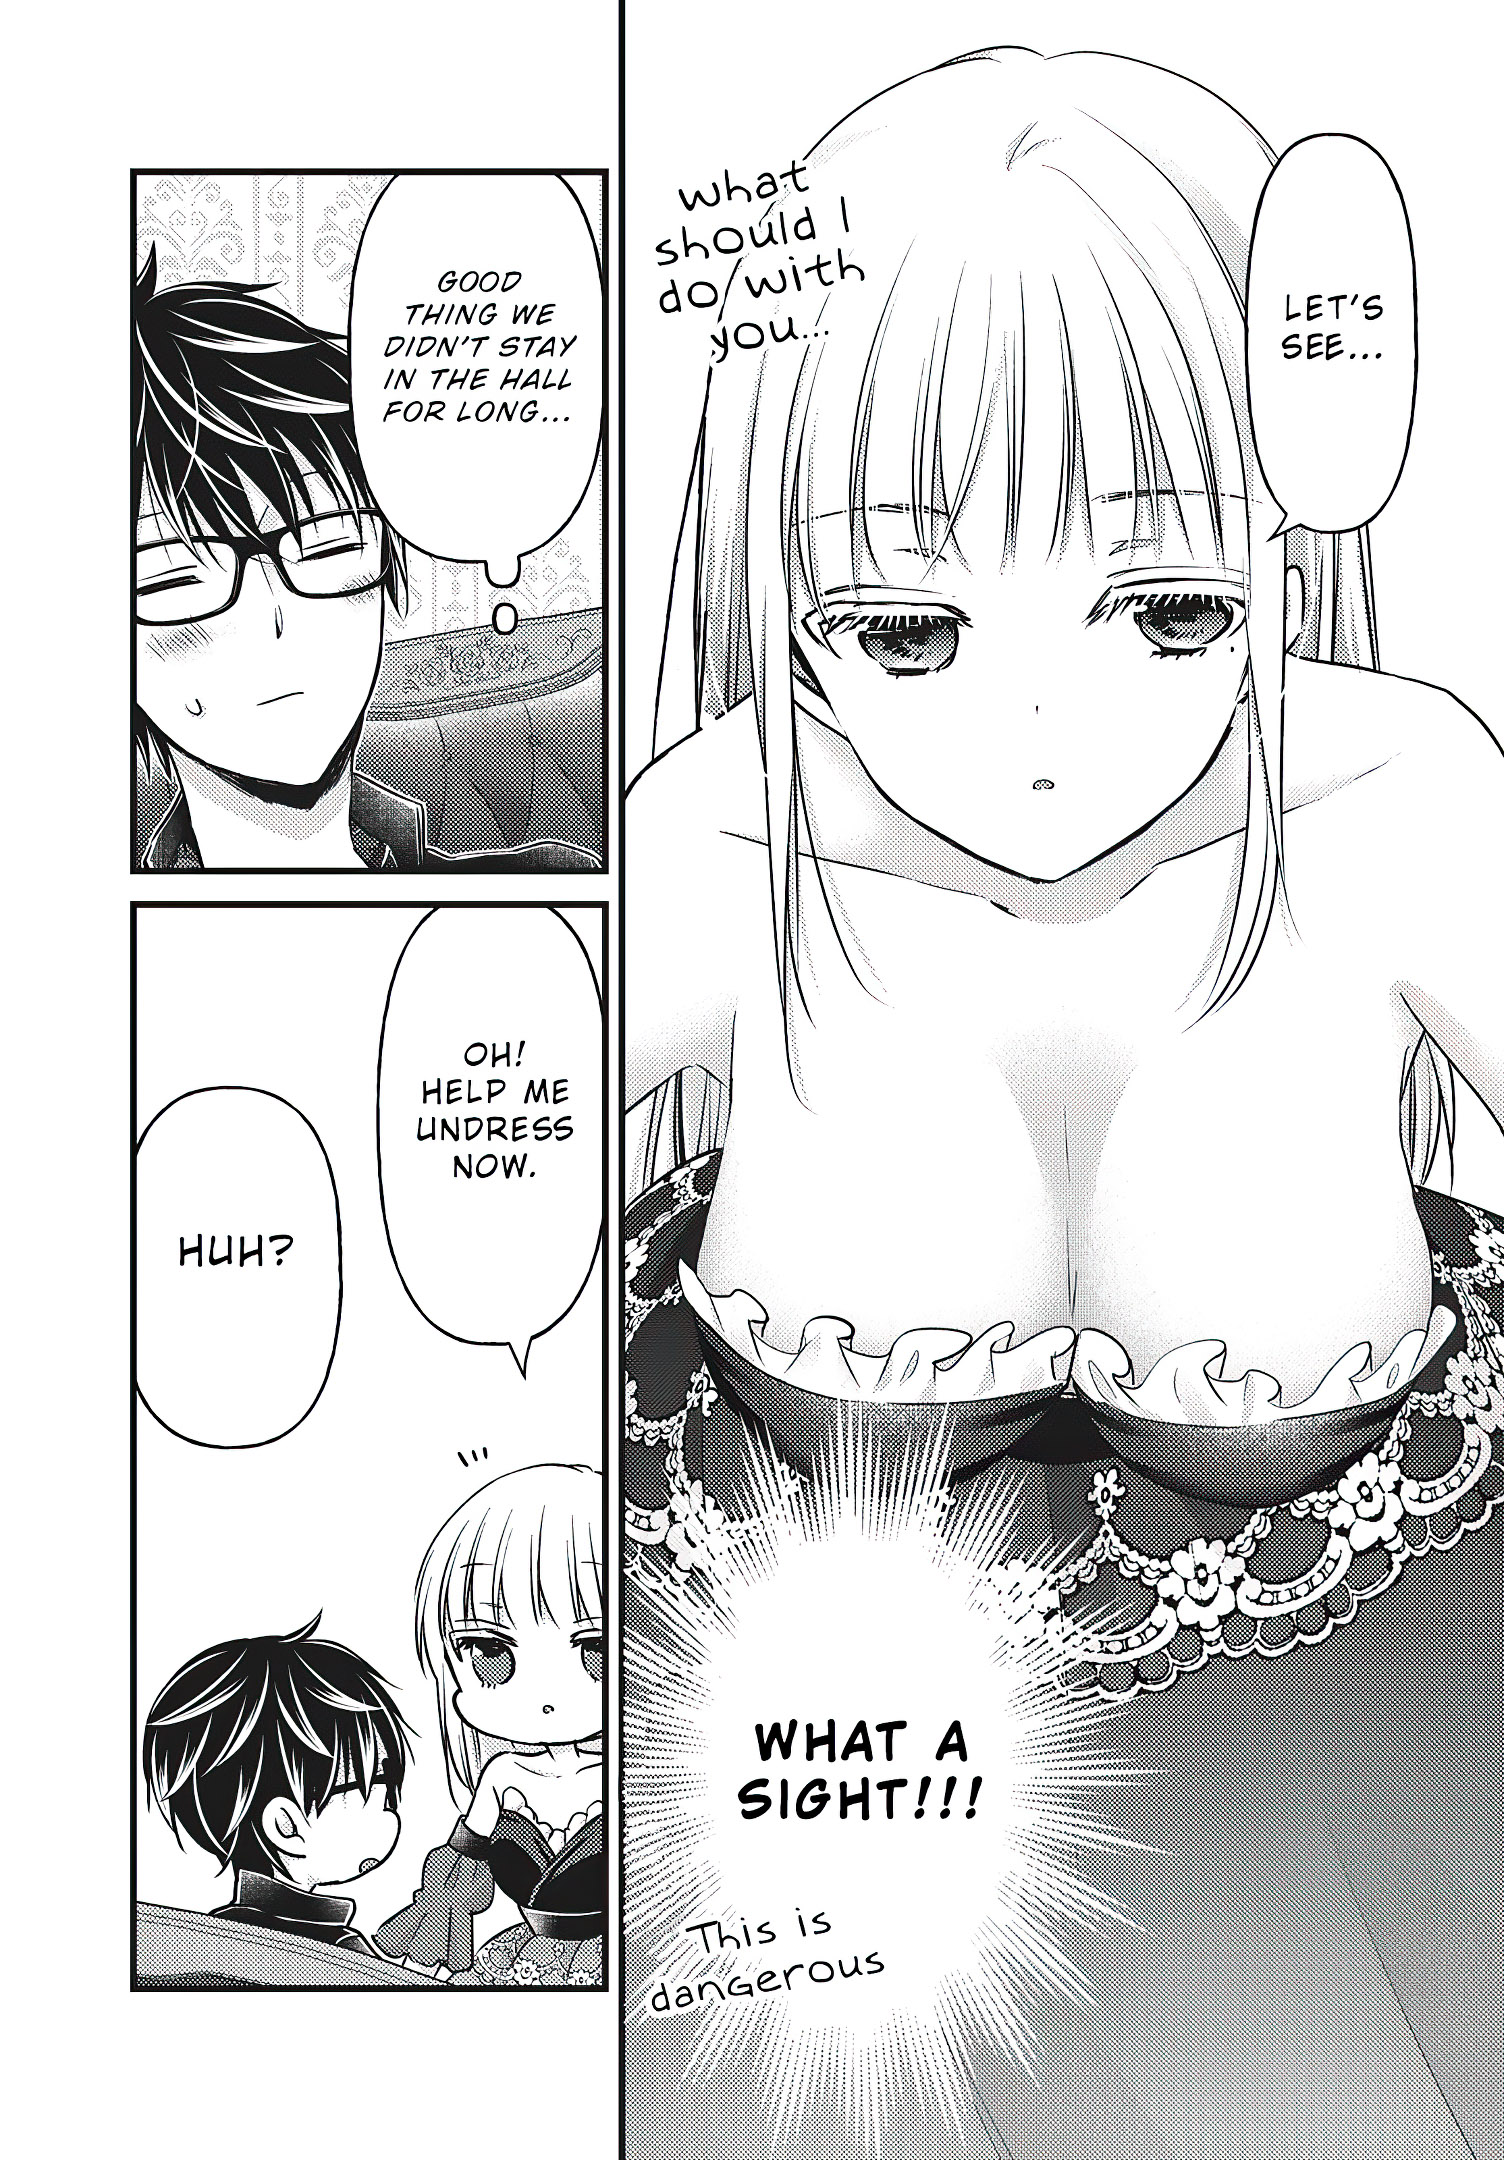 LET'S
SEE...
what
should I
do with
you...
WHAT A
SIGHT!!!
This is
dangerous
GOOD
THING WE
DIDN'T STAY
IN THE HALL
FOR LONG...
OH!
HELP ME
UNDRESS
NOW.
HUH?